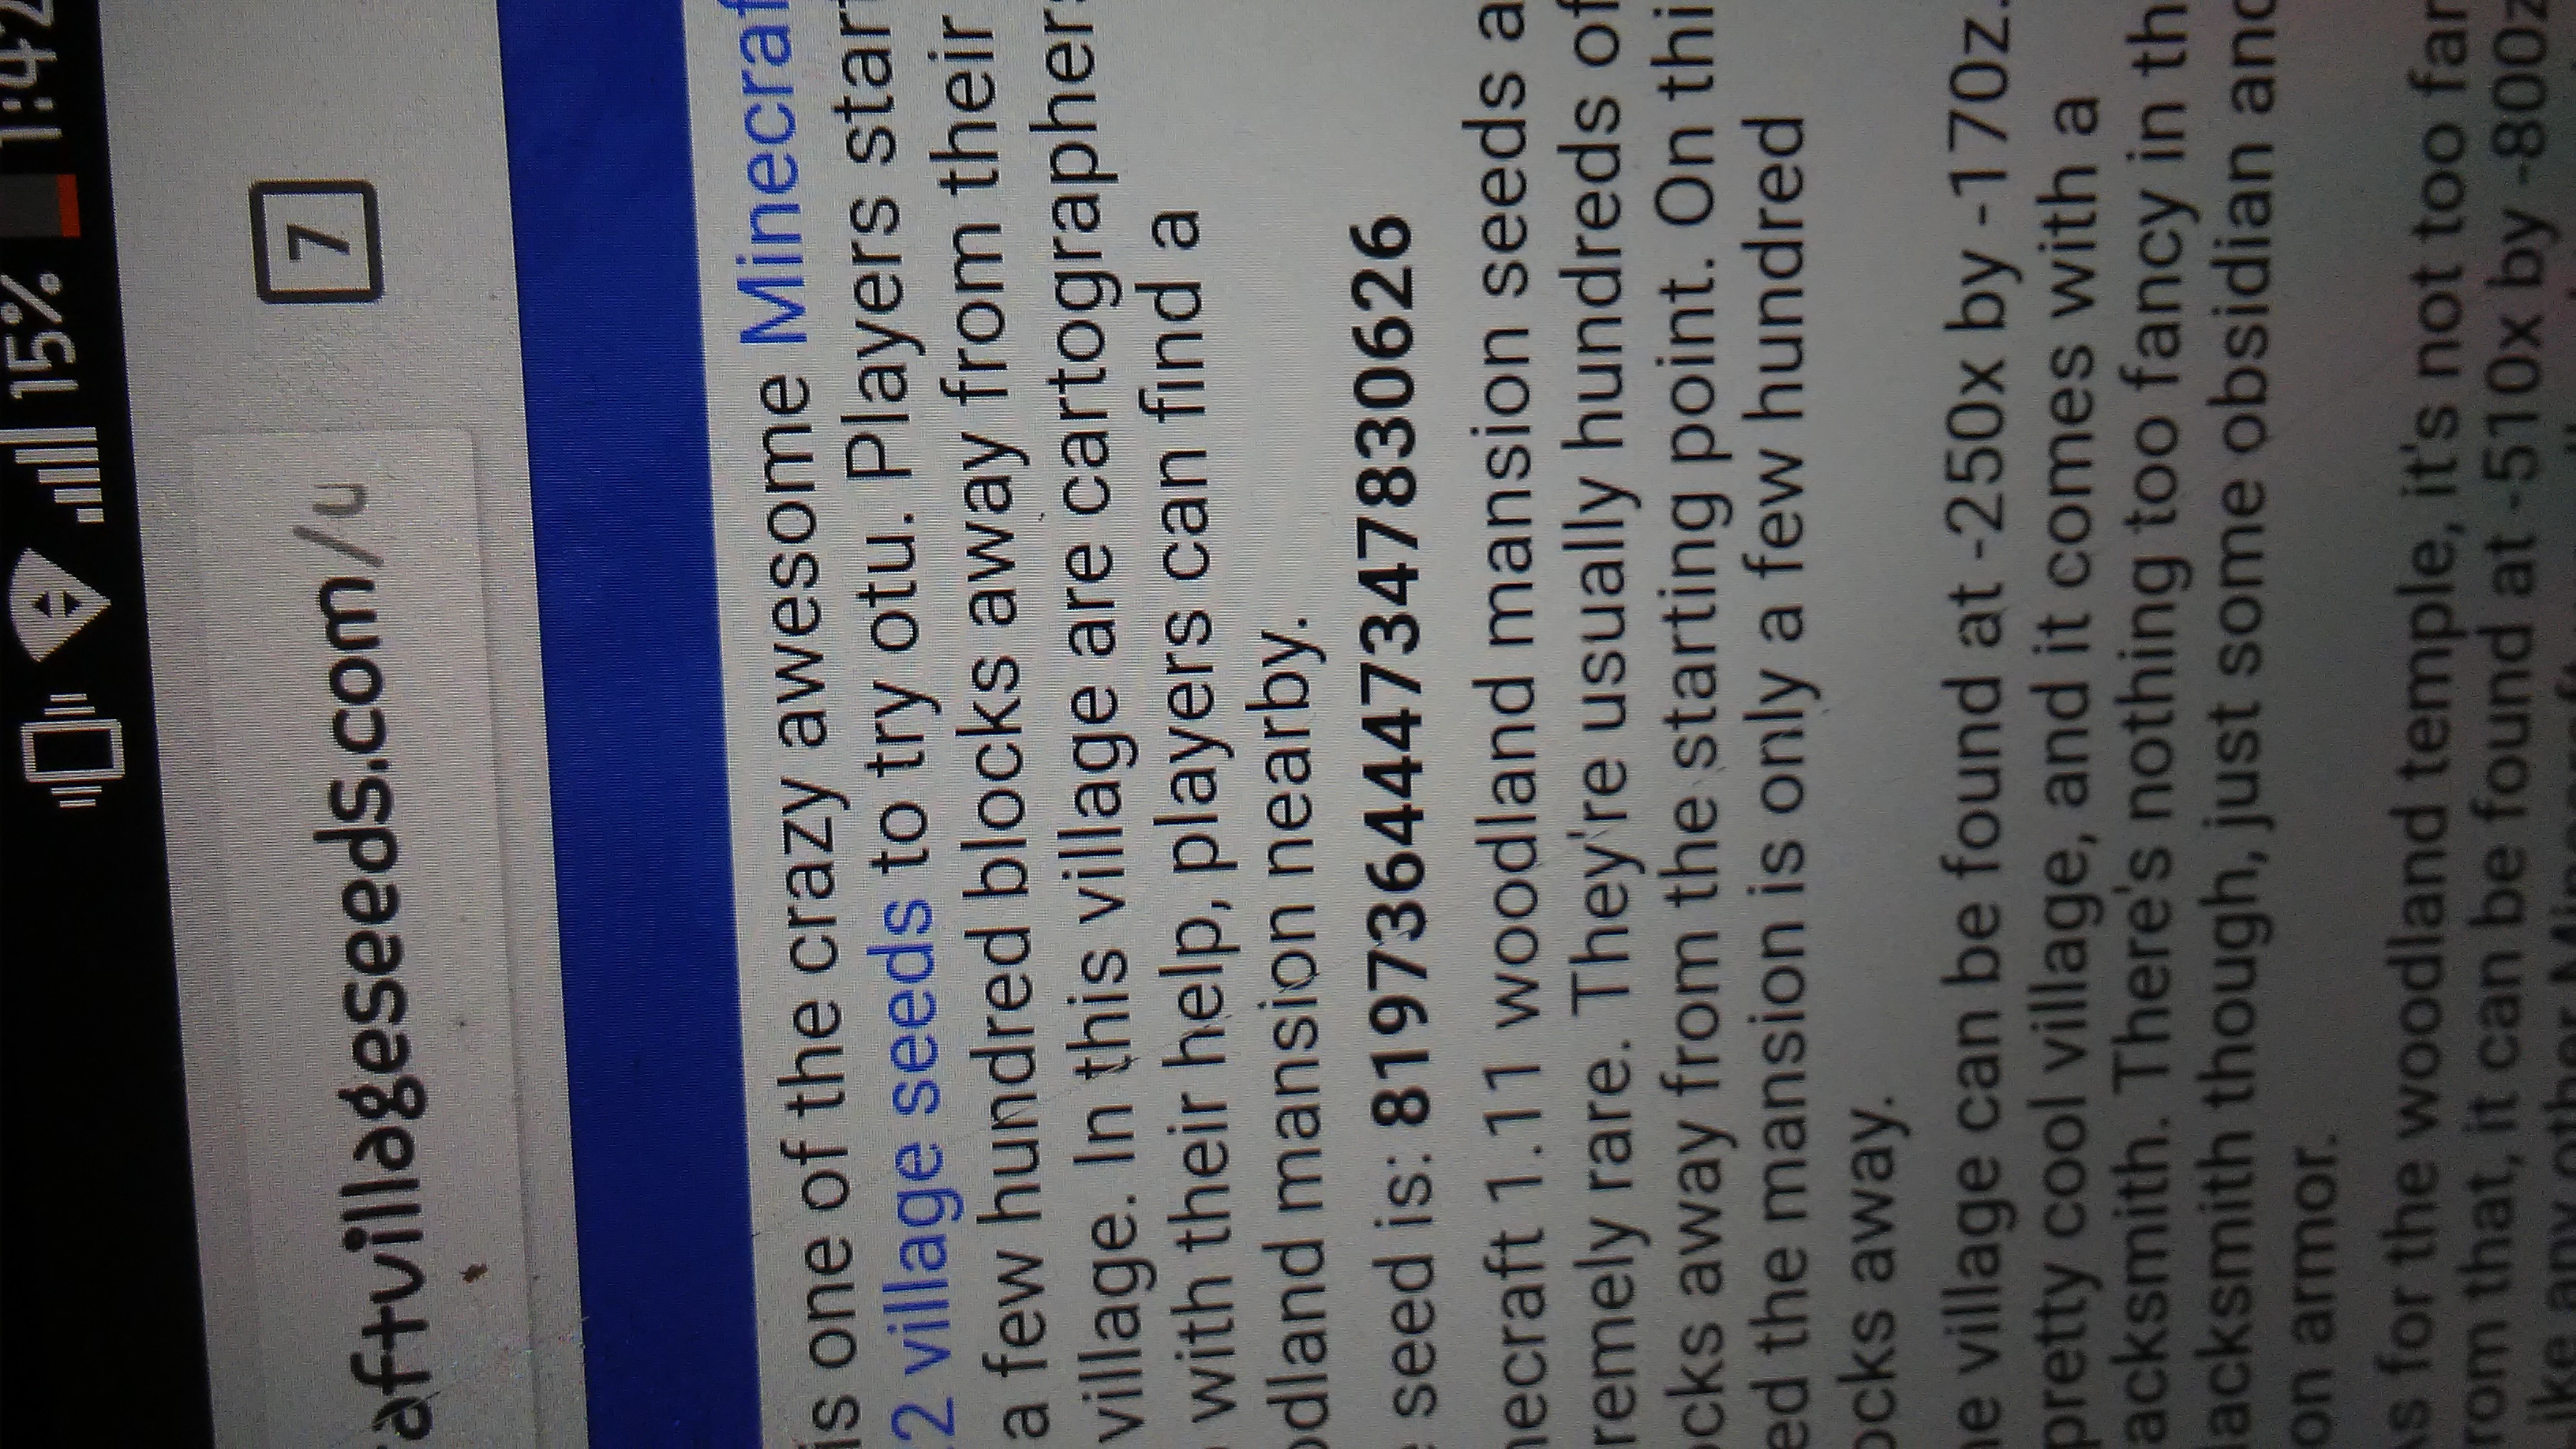 15% 1:42
aftvillageseeds.com/u
7
is one of the crazy awesome Minecraf
2 village seeds to try otu. Players star
a few hundred blocks away from their
village. In this village are cartographer
with their help, players can find a
dland mansion nearby.
seed is: 8197364447347830626
necraft 1.11 woodland mansion seeds a
remely rare. They're usually hundreds of
ocks away from the starting point. On thi
ed the mansion is only a few hundred
ocks away.
he village can be found at -250x by -170z.
pretty cool village, and it comes with a
acksmith. There's nothing too fancy in th
lacksmith though, just some obsidian and
on armor.
s for the woodland temple, it's not too far
rom that, it can be found at -510x by -800z
like any other Minecraft